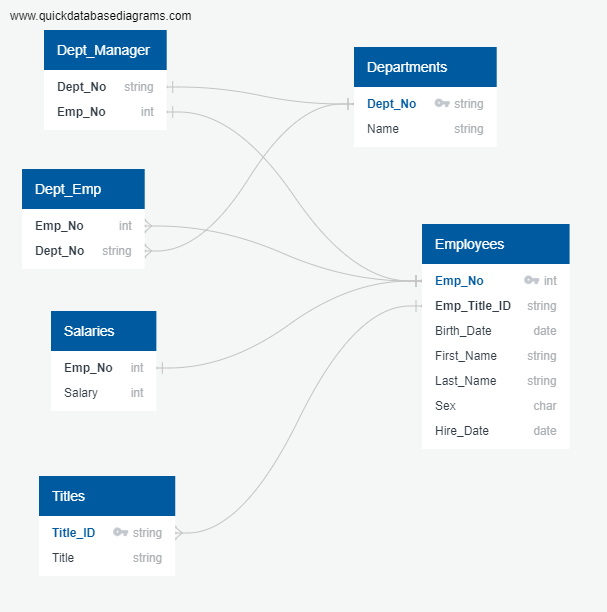 www.quickdatabasediagrams.com
Dept_Manager
Dept_No string
Emp_No int
Departments
Dept_No string
Name string
Dept_Emp
Emp_No int
Dept_No string
Employees
Emp_No int
Emp_Title_ID string
Birth_Date date
First_Name string
Last_Name string
Sex char
Hire_Date date
Salaries
Emp_No int
Salary int
Titles
Title_ID string
Title string